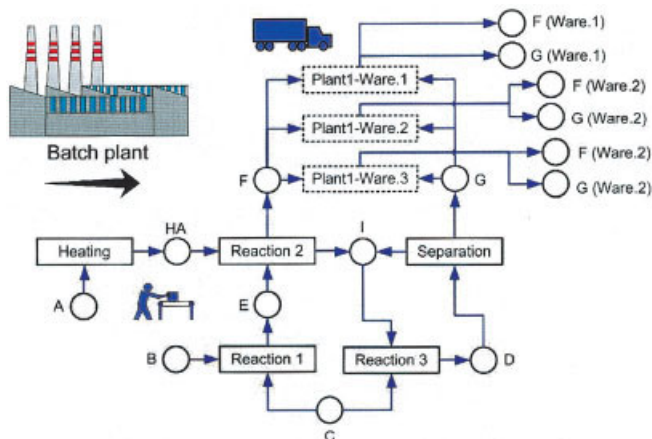 F (Ware.1)
G (Ware.1)
Plant1-Ware.1
F (Ware.2)
Plant1-Ware.2
G (Ware.2)
Batch plant
F (Ware.2)
F
Plant1-Ware.3
G
G (Ware.2)
HA
I
Heating
Reaction 2
Separation
A
E
B
Reaction 1
Reaction 3
D
C